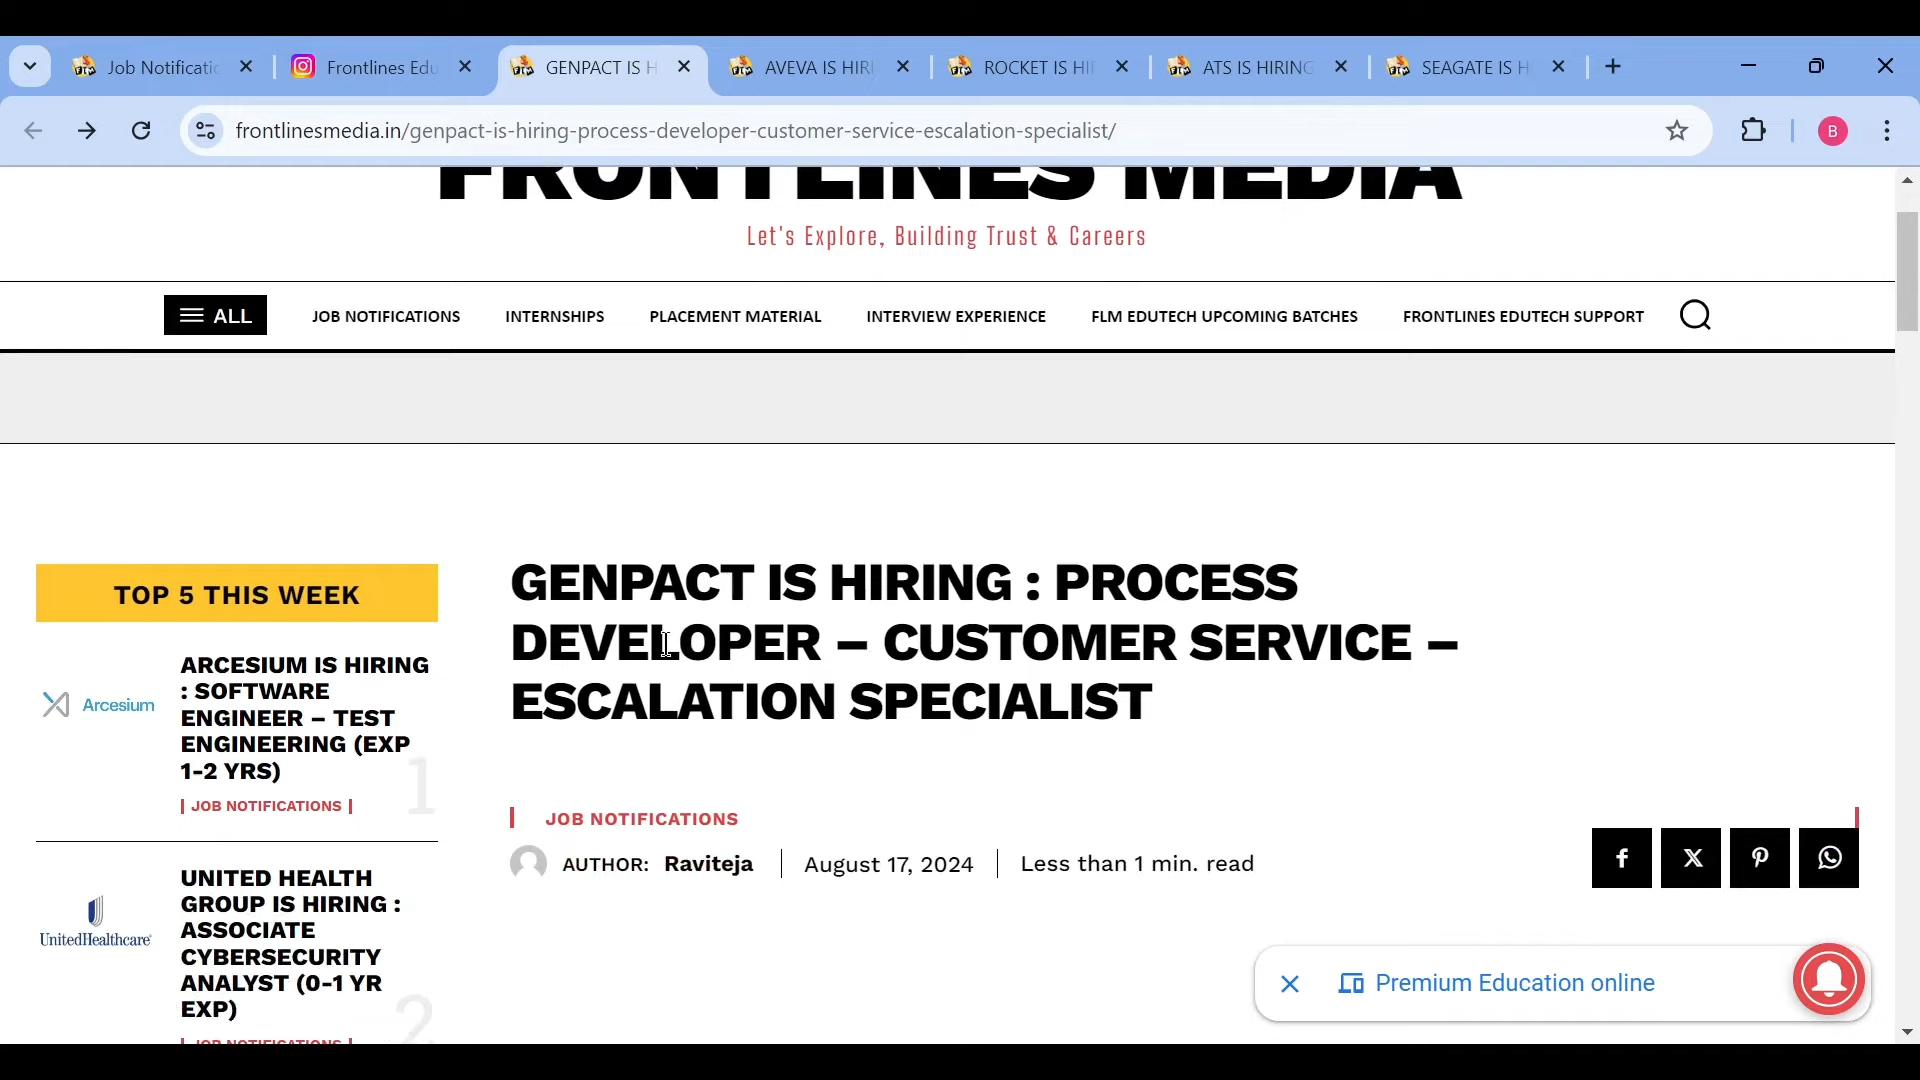 Job Notificatio
Frontlines Edu
GENPACT IS H
AVEVA IS HIRI
ROCKET IS HI
ATS IS HIRING
SEAGATE IS H
frontlinesmedia.in/genpact-is-hiring-process-developer-customer-service-escalation-specialist/
B
FRONTLINES MEDIA
Let's Explore, Building Trust & Careers
ALL
JOB NOTIFICATIONS
INTERNSHIPS
PLACEMENT MATERIAL
INTERVIEW EXPERIENCE
FLM EDUTECH UPCOMING BATCHES
FRONTLINES EDUTECH SUPPORT
TOP 5 THIS WEEK
Arcesium
ARCESIUM IS HIRING
: SOFTWARE
ENGINEER – TEST
ENGINEERING (EXP
1-2 YRS)
1
JOB NOTIFICATIONS
UnitedHealthcare
UNITED HEALTH
GROUP IS HIRING :
ASSOCIATE
CYBERSECURITY
ANALYST (0-1 YR
EXP)
2
JOB NOTIFICATIONS
GENPACT IS HIRING : PROCESS
DEVELOPER – CUSTOMER SERVICE –
ESCALATION SPECIALIST
JOB NOTIFICATIONS
AUTHOR: Raviteja
August 17, 2024
Less than 1 min. read
Premium Education online